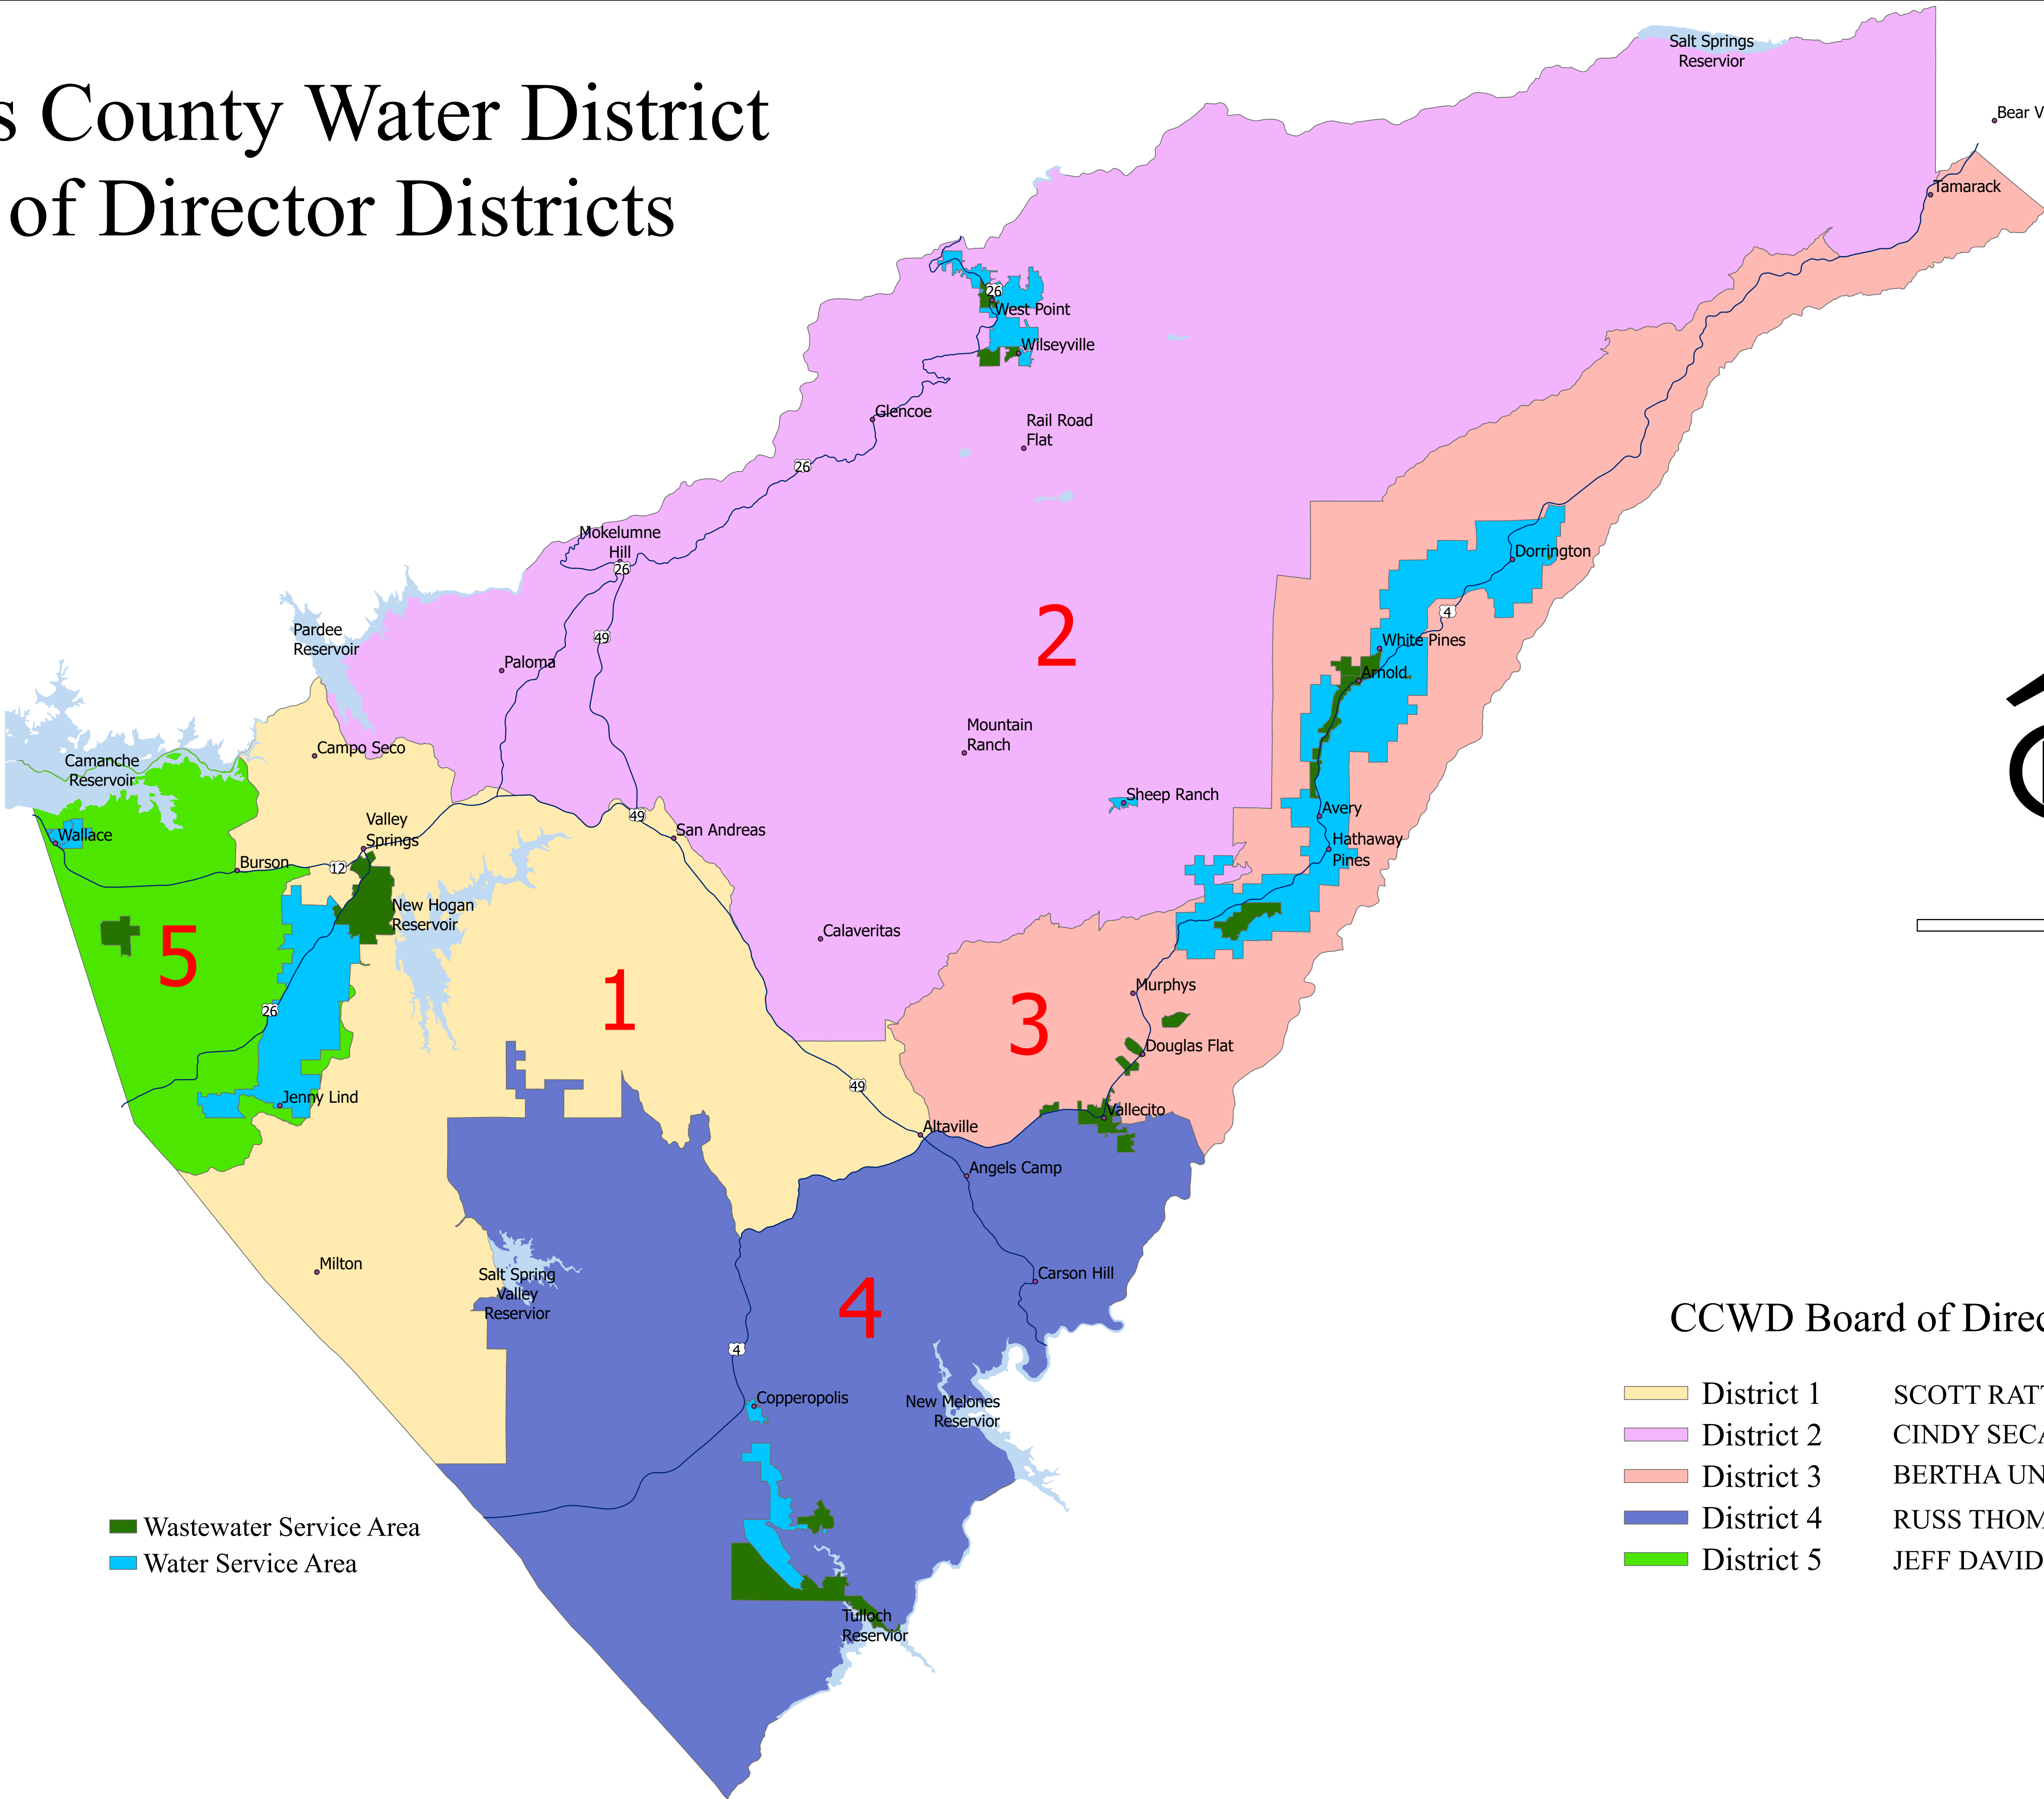 s County Water District
of Director Districts
Salt Springs
Reservior
Bear V
Tamarack
26
West Point
Wilseyville
Glencoe
Rail Road
Flat
26
Mokelumne
Hill
26
Dorrington
4
2
Pardee
Reservoir
49
White Pines
Paloma
Arnold
Mountain
Ranch
Campo Seco
Camanche
Reservoir
Sheep Ranch
Avery
49
San Andreas
Valley
Springs
Wallace
Hathaway
Pines
Burson
12
New Hogan
Reservoir
Calaveritas
5
1
3
Murphys
26
Douglas Flat
49
Jenny Lind
Vallecito
Altaville
Angels Camp
Milton
Salt Spring
Valley
Reservior
Carson Hill
4
4
Copperopolis
New Melones
Reservior
Tulloch
Reservior
Wastewater Service Area
Water Service Area
CCWD Board of Direc
District 1 SCOTT RATT
District 2 CINDY SECA
District 3 BERTHA UN
District 4 RUSS THOM
District 5 JEFF DAVID